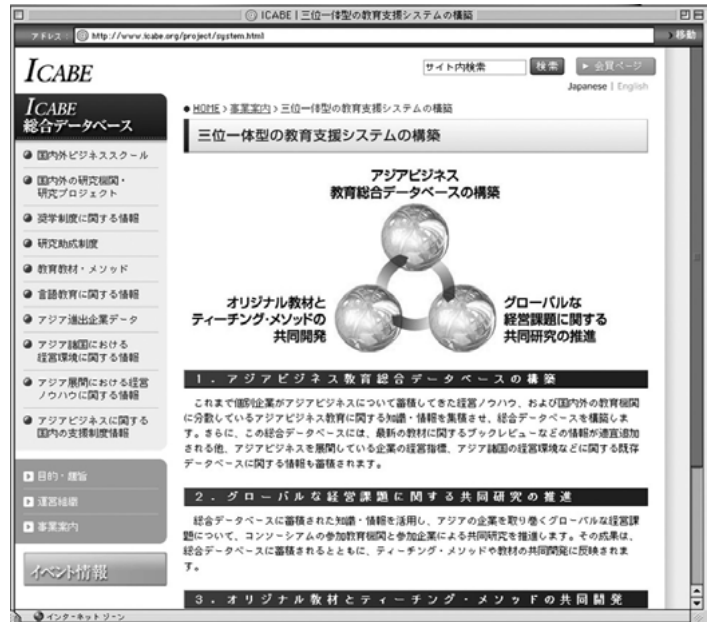 ICABE | 三位一体型の教育支援システムの構築
アドレス http://www.icabe.org/project/system.html 移動
ICABE
サイト内検索 検索 会員ページ
Japanese | English
ICABE
総合データベース
国内外ビジネススクール
国内外の研究機関・
研究プロジェクト
奨学制度に関する情報
研究助成制度
教育教材・メソッド
言語教育に関する情報
アジア進出企業データ
アジア諸国における
経営環境に関する情報
アジア展開における経営
ノウハウに関する情報
アジアビジネスに関する
国内の支援制度情報
目的・趣旨
運営組織
事業案内
イベント情報
HOME > 事業案内 > 三位一体型の教育支援システムの構築
三位一体型の教育支援システムの構築
アジアビジネス
教育総合データベースの構築
オリジナル教材と
ティーチング・メソッドの
共同開発
グローバルな
経営課題に関する
共同研究の推進
1.アジアビジネス教育総合データベースの構築
これまで個別企業がアジアビジネスについて蓄積してきた経営ノウハウ、および国内外の教育機関
に分散しているアジアビジネス教育に関する知識・情報を集積させ、総合データベースを構築しま
す。さらに、この総合データベースには、最新の教材に関するブックレビューなどの情報が適宜追加
される他、アジアビジネスを展開している企業の経営指標、アジア諸国の経営環境などに関する既存
データベースに関する情報も蓄積されます。
2.グローバルな経営課題に関する共同研究の推進
総合データベースに蓄積された知識・情報を活用し、アジアの企業を取り巻くグローバルな経営課
題について、コンソーシアムの参加教育機関と参加企業による共同研究を推進します。その成果は、
総合データベースに蓄積されるとともに、ティーチング・メソッドや教材の共同開発に反映されま
す。
3.オリジナル教材とティーチング・メソッドの共同開発
インターネット ゾーン